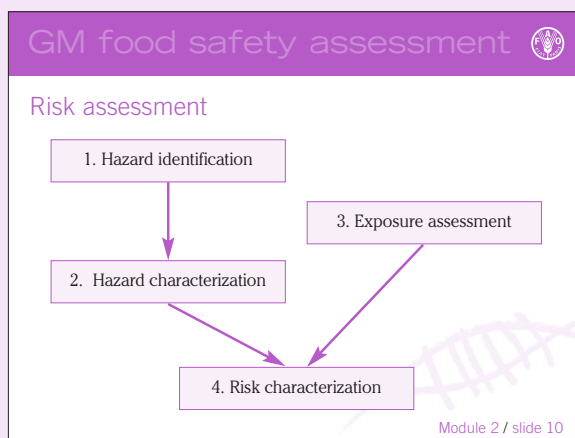 GM food safety assessment
F A O
Risk assessment
1. Hazard identification
3. Exposure assessment
2. Hazard characterization
4. Risk characterization
Module 2 / slide 10